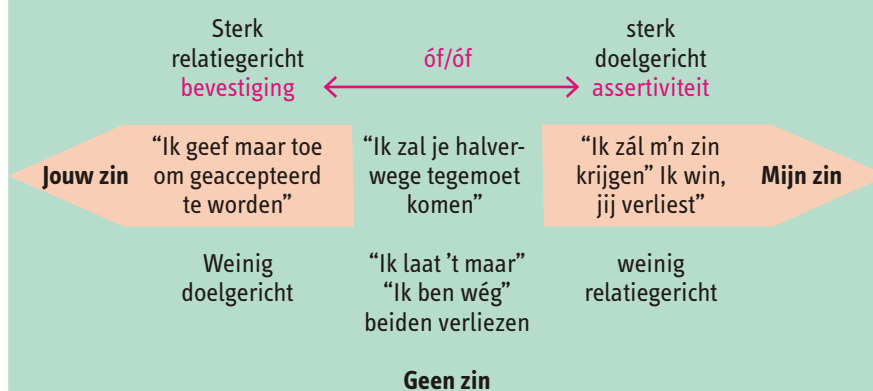 Sterk
relatiegericht
bevestiging
óf/óf
sterk
doelgericht
assertiviteit
Jouw zin
“Ik geef maar toe
om geaccepteerd
te worden”
“Ik zal je halver-
wege tegemoet
komen”
“Ik zál m’n zin
krijgen” Ik win,
jij verliest”
Mijn zin
Weinig
doelgericht
“Ik laat ’t maar”
“Ik ben wég”
beiden verliezen
weinig
relatiegericht
Geen zin